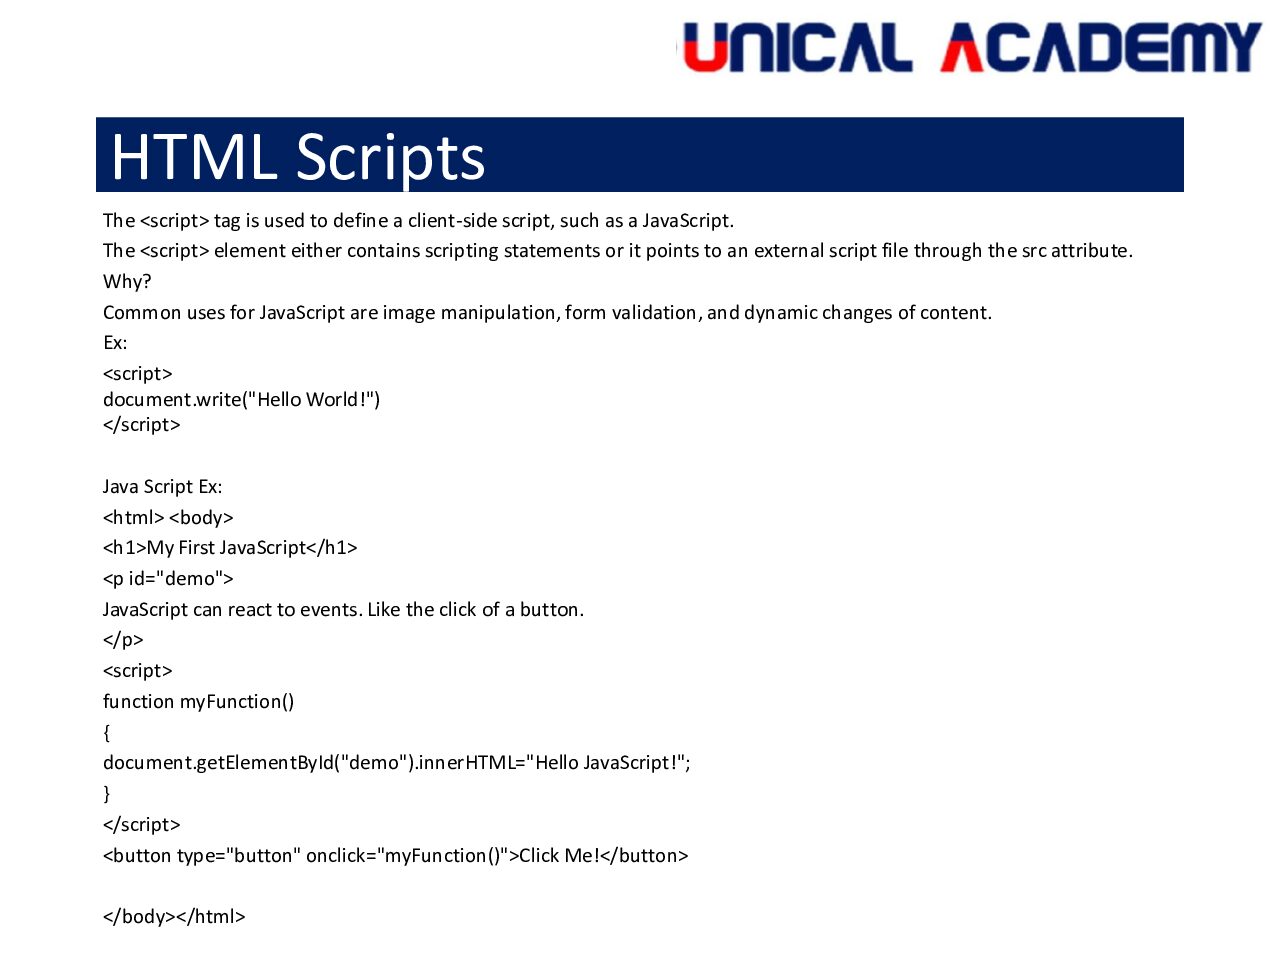 UNICAL ACADEMY
HTML Scripts
The <script> tag is used to define a client-side script, such as a JavaScript.
The <script> element either contains scripting statements or it points to an external script file through the src attribute.
Why?
Common uses for JavaScript are image manipulation, form validation, and dynamic changes of content.
Ex:
<script>
document.write("Hello World!")
</script>
Java Script Ex:
<html> <body>
<h1>My First JavaScript</h1>
<p id="demo">
JavaScript can react to events. Like the click of a button.
</p>
<script>
function myFunction()
{
document.getElementById("demo").innerHTML="Hello JavaScript!";
}
</script>
<button type="button" onclick="myFunction()">Click Me!</button>
</body></html>